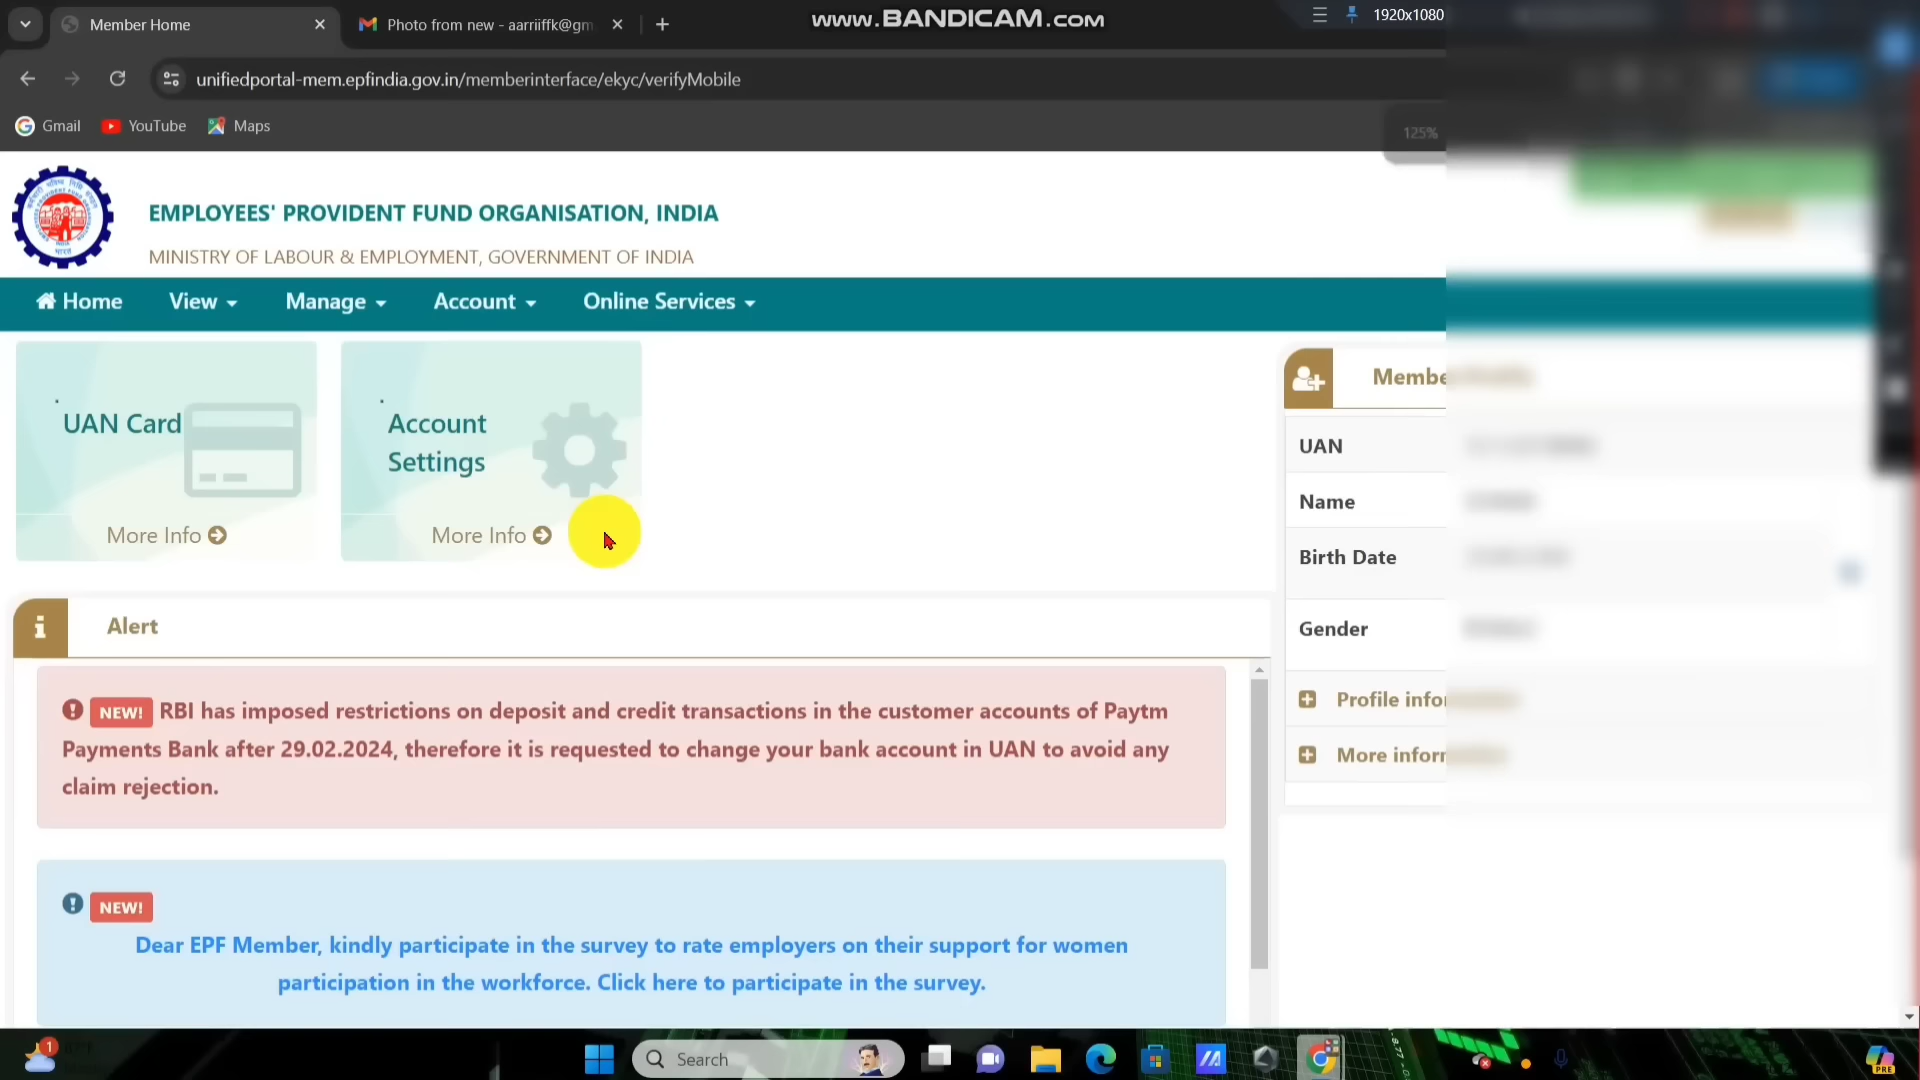 Member Home
Photo from new - aarriiffk@gm
www.BANDICAM.com
1920x1080
unifiedportal-mem.epfindia.gov.in/memberinterface/ekyc/verifyMobile
Gmail
YouTube
Maps
125%
EMPLOYEES' PROVIDENT FUND ORGANISATION, INDIA
MINISTRY OF LABOUR & EMPLOYMENT, GOVERNMENT OF INDIA
Home
View
Manage
Account
Online Services
UAN Card
More Info
Account
Settings
More Info
UAN
Name
Birth Date
Gender
Profile
More
Alert
NEW! RBI has imposed restrictions on deposit and credit transactions in the customer accounts of Paytm
Payments Bank after 29.02.2024, therefore it is requested to change your bank account in UAN to avoid any
claim rejection.
NEW!
Dear EPF Member, kindly participate in the survey to rate employers on their support for women
participation in the workforce. Click here to participate in the survey.
1
Search
PRE